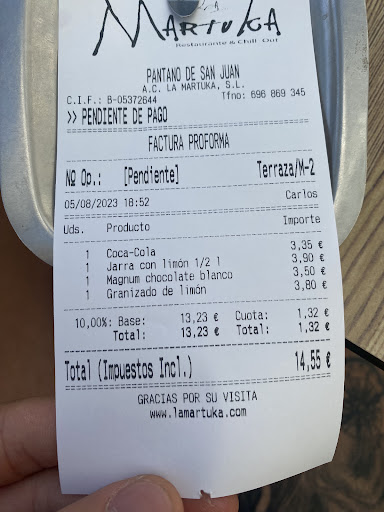 MARTUKA
Restaurante & Chill Out
PANTANO DE SAN JUAN
A.C. LA MARTUKA, S.L.
C.I.F.: B-05372644 Tfno: 696 869 345
>> PENDIENTE DE PAGO
FACTURA PROFORMA
Nº Op.: [Pendiente] Terraza/M-2
05/08/2023 18:52 Carlos
Uds. Producto Importe
1 Coca-Cola 3,35 €
1 Jarra con limón 1/2 l 3,90 €
1 Magnum chocolate blanco 3,50 €
1 Granizado de limón 3,80 €
10,00%: Base: 13,23 € Cuota: 1,32 €
Total: 13,23 € Total: 1,32 €
Total (Impuestos Incl.) 14,55 €
GRACIAS POR SU VISITA
www.lamartuka.com